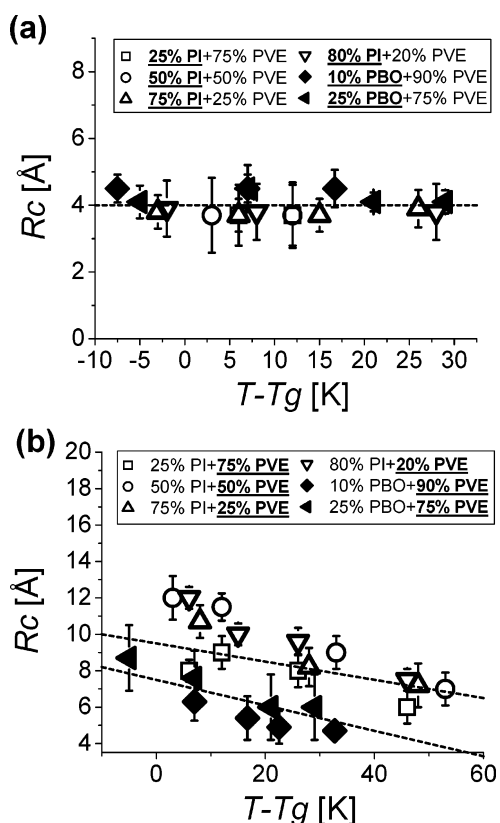 (a)
25% PI+75% PVE
80% PI+20% PVE
50% PI+50% PVE
10% PBO+90% PVE
75% PI+25% PVE
25% PBO+75% PVE
8
6
4
2
0
Rc [Å]
-10 -5 0 5 10 15 20 25 30
T-Tg [K]
(b)
25% PI+75% PVE
80% PI+20% PVE
50% PI+50% PVE
10% PBO+90% PVE
75% PI+25% PVE
25% PBO+75% PVE
20
18
16
14
12
10
8
6
4
Rc [Å]
0 20 40 60
T-Tg [K]